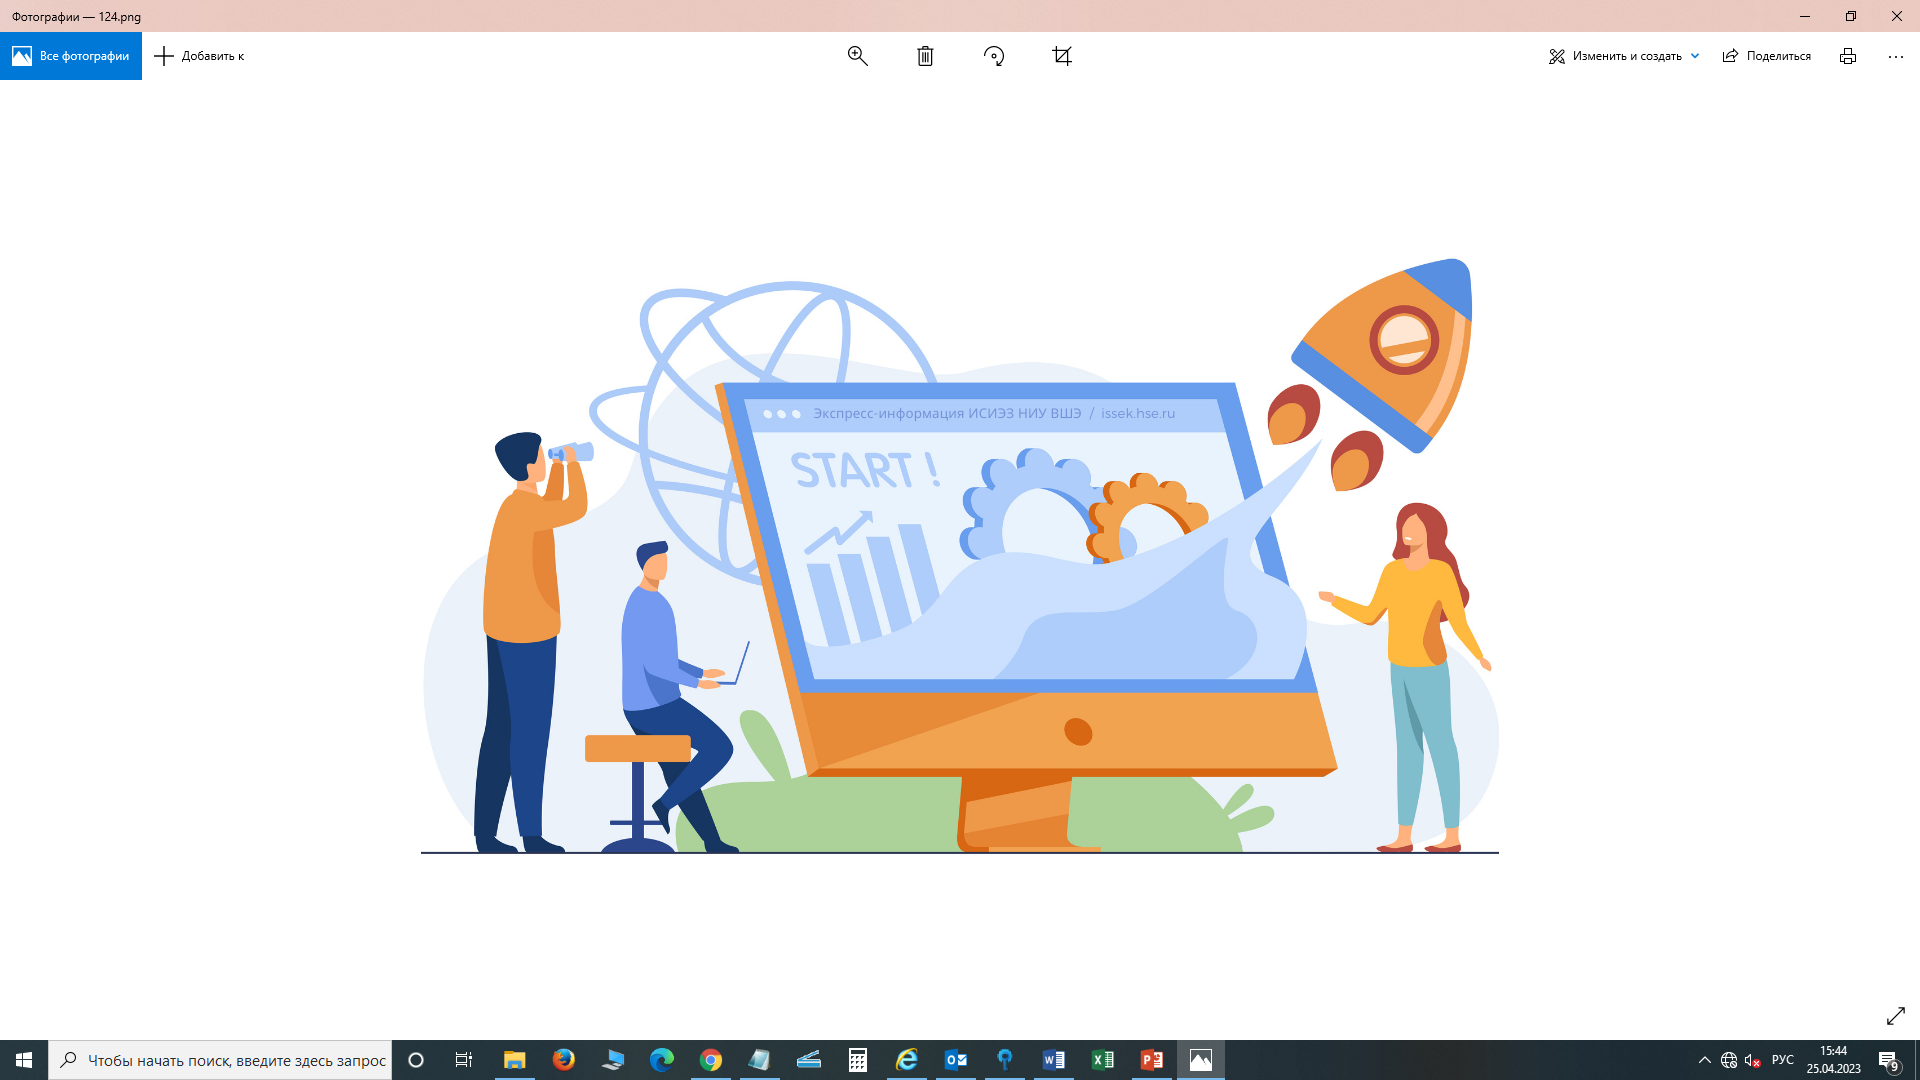 Фотографии — 124.png
Все фотографии
Добавить к
Изменить и создать
Поделиться
Экспресс-информация ИСИЭЗ НИУ ВШЭ / issek.hse.ru
START !
Чтобы начать поиск, введите здесь запрос
РУС
15:44
25.04.2023
9